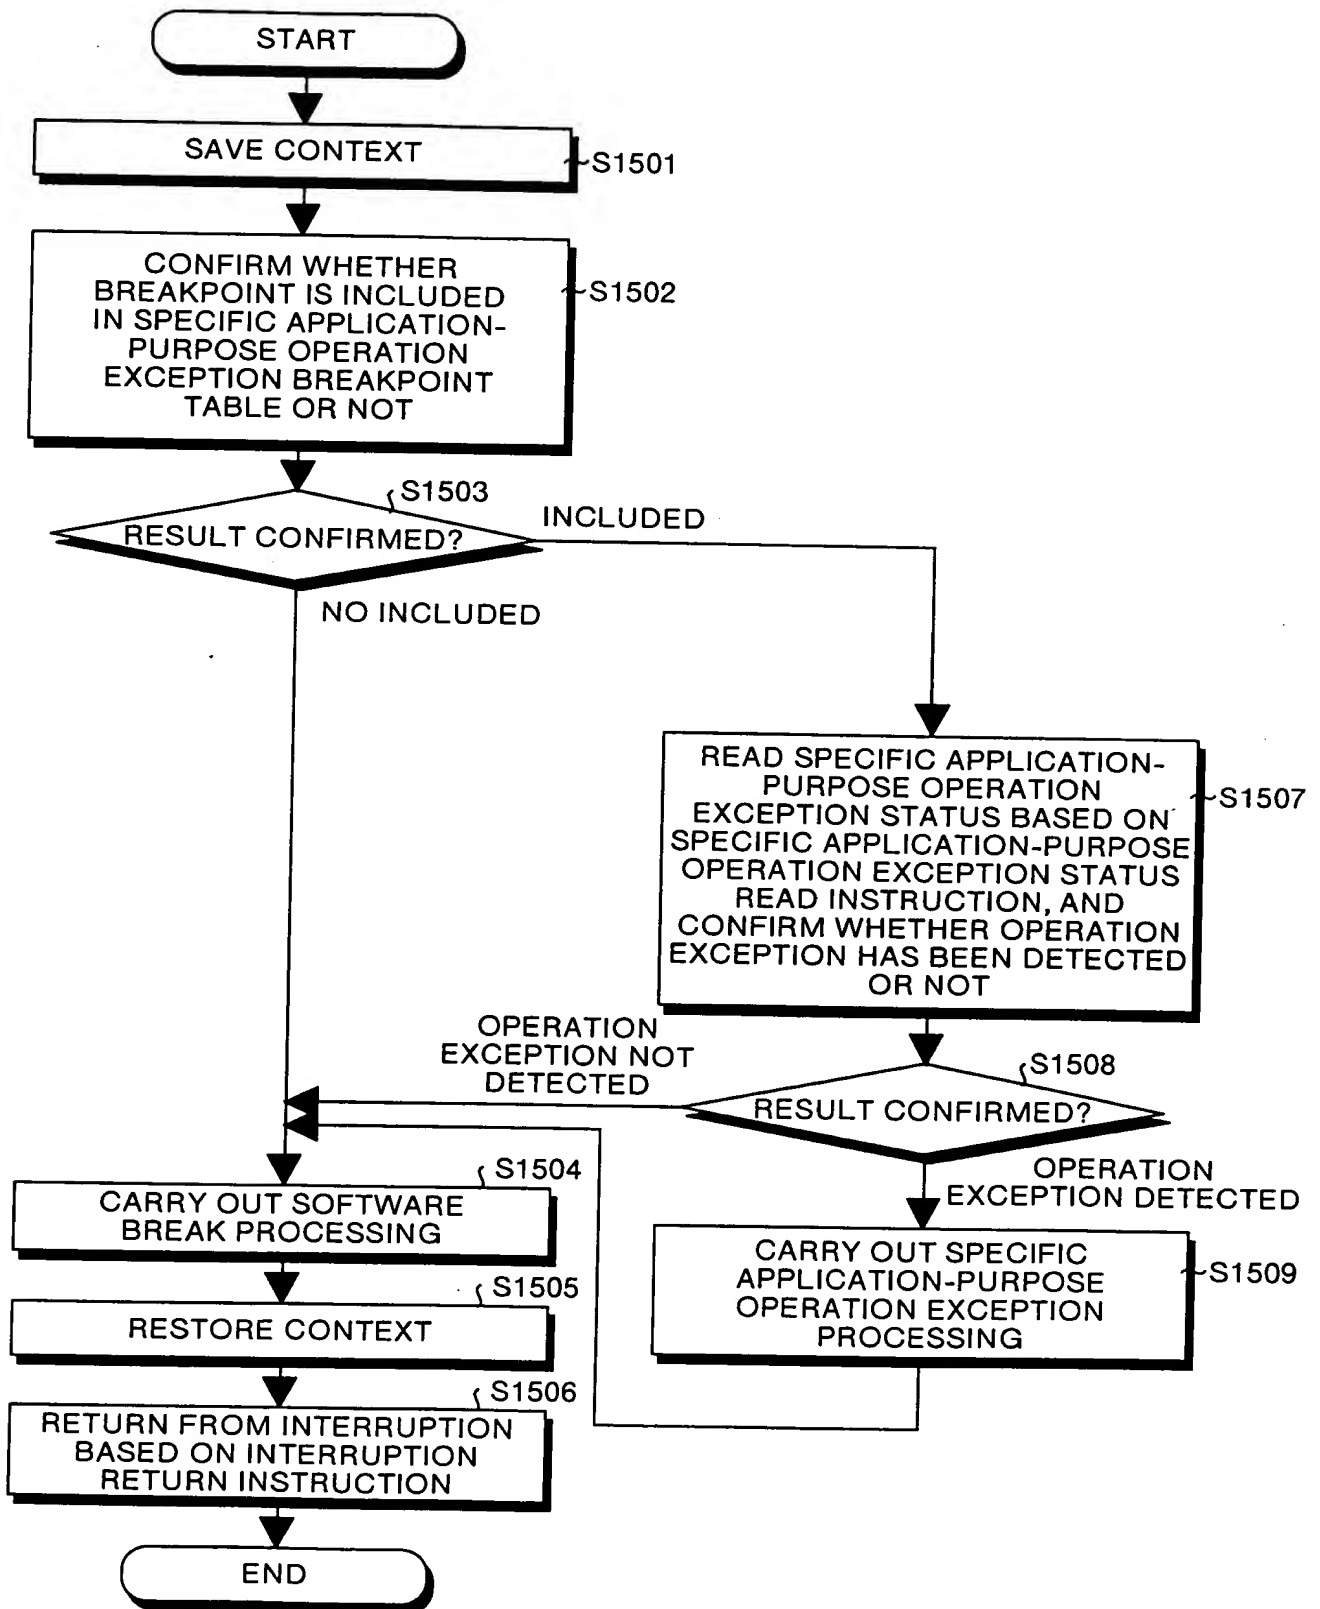 START
SAVE CONTEXT
S1501
CONFIRM WHETHER
BREAKPOINT IS INCLUDED
IN SPECIFIC APPLICATION-
PURPOSE OPERATION
EXCEPTION BREAKPOINT
TABLE OR NOT
S1502
S1503
RESULT CONFIRMED?
INCLUDED
NO INCLUDED
READ SPECIFIC APPLICATION-
PURPOSE OPERATION
EXCEPTION STATUS BASED ON
SPECIFIC APPLICATION-PURPOSE
OPERATION EXCEPTION STATUS
READ INSTRUCTION, AND
CONFIRM WHETHER OPERATION
EXCEPTION HAS BEEN DETECTED
OR NOT
S1507
OPERATION
EXCEPTION NOT
DETECTED
S1508
RESULT CONFIRMED?
OPERATION
EXCEPTION DETECTED
S1504
CARRY OUT SOFTWARE
BREAK PROCESSING
CARRY OUT SPECIFIC
APPLICATION-PURPOSE
OPERATION EXCEPTION
PROCESSING
S1509
S1505
RESTORE CONTEXT
S1506
RETURN FROM INTERRUPTION
BASED ON INTERRUPTION
RETURN INSTRUCTION
END